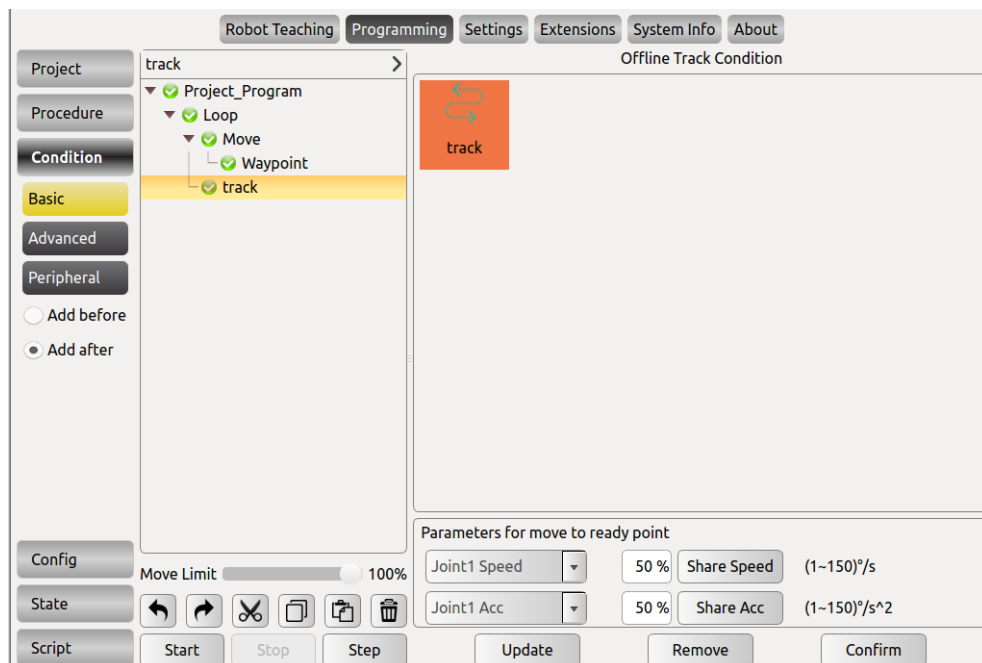 Robot Teaching Programming Settings Extensions System Info About
Project
Procedure
Condition
Basic
Advanced
Peripheral
Add before
Add after
Config
State
Script
track
Project_Program
Loop
Move
Waypoint
track
Move Limit 100%
Start Stop Step
Offline Track Condition
track
Parameters for move to ready point
Joint1 Speed 50 % Share Speed (1~150)°/s
Joint1 Acc 50 % Share Acc (1~150)°/s^2
Update Remove Confirm